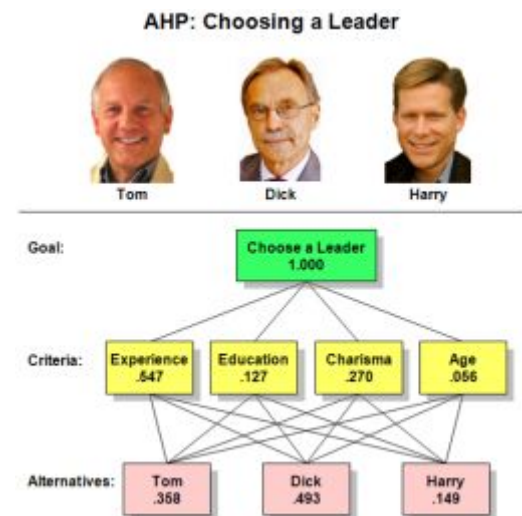 AHP: Choosing a Leader
Tom Dick Harry
Goal: Choose a Leader
1.000
Criteria: Experience Education Charisma Age
.547 .127 .270 .056
Alternatives: Tom Dick Harry
.358 .493 .149